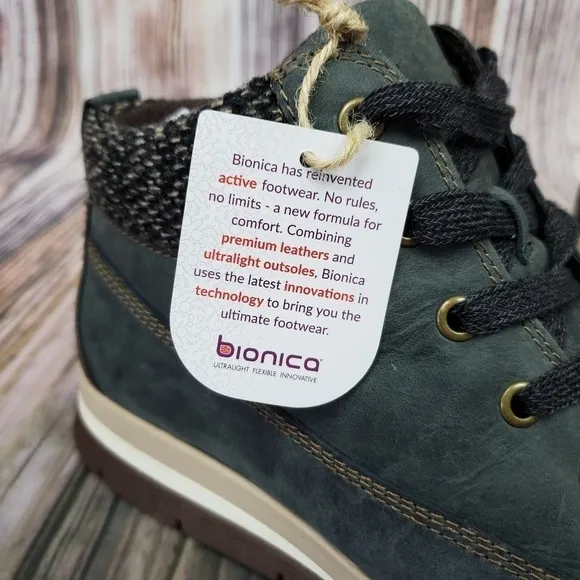 Bionica has reinvented
active footwear. No rules,
no limits - a new formula for
comfort. Combining
premium leathers and
ultralight outsoles, Bionica
uses the latest innovations in
technology to bring you the
ultimate footwear.
bionica
ULTRALIGHT FLEXIBLE INNOVATIVE